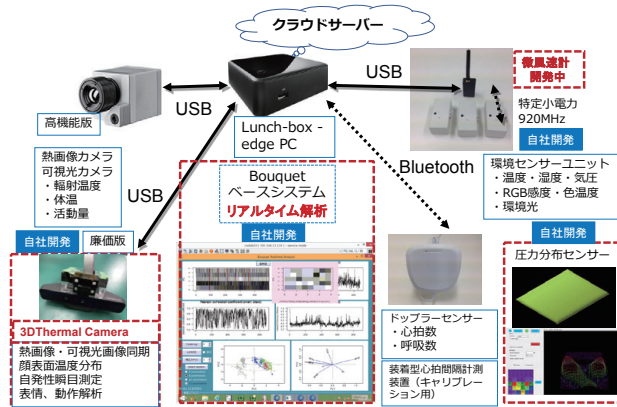 クラウドサーバー
高機能版
USB
Lunch-box -
edge PC
USB
微風速計
開発中
特定小電力
920MHz
自社開発
熱画像カメラ
可視光カメラ
・輻射温度
・体温
・活動量
USB
自社開発
Bouquet
ベースシステム
リアルタイム解析
Bluetooth
環境センサーユニット
・温度・湿度・気圧
・RGB感度・色温度
・環境光
自社開発
廉価版
自社開発
圧力分布センサー
3DThermal Camera
熱画像・可視光画像同期
顔表面温度分布
自発性瞬目測定
表情、動作解析
ドップラーセンサー
・心拍数
・呼吸数
装着型心拍間隔計測
装置（キャリブレー
ション用）